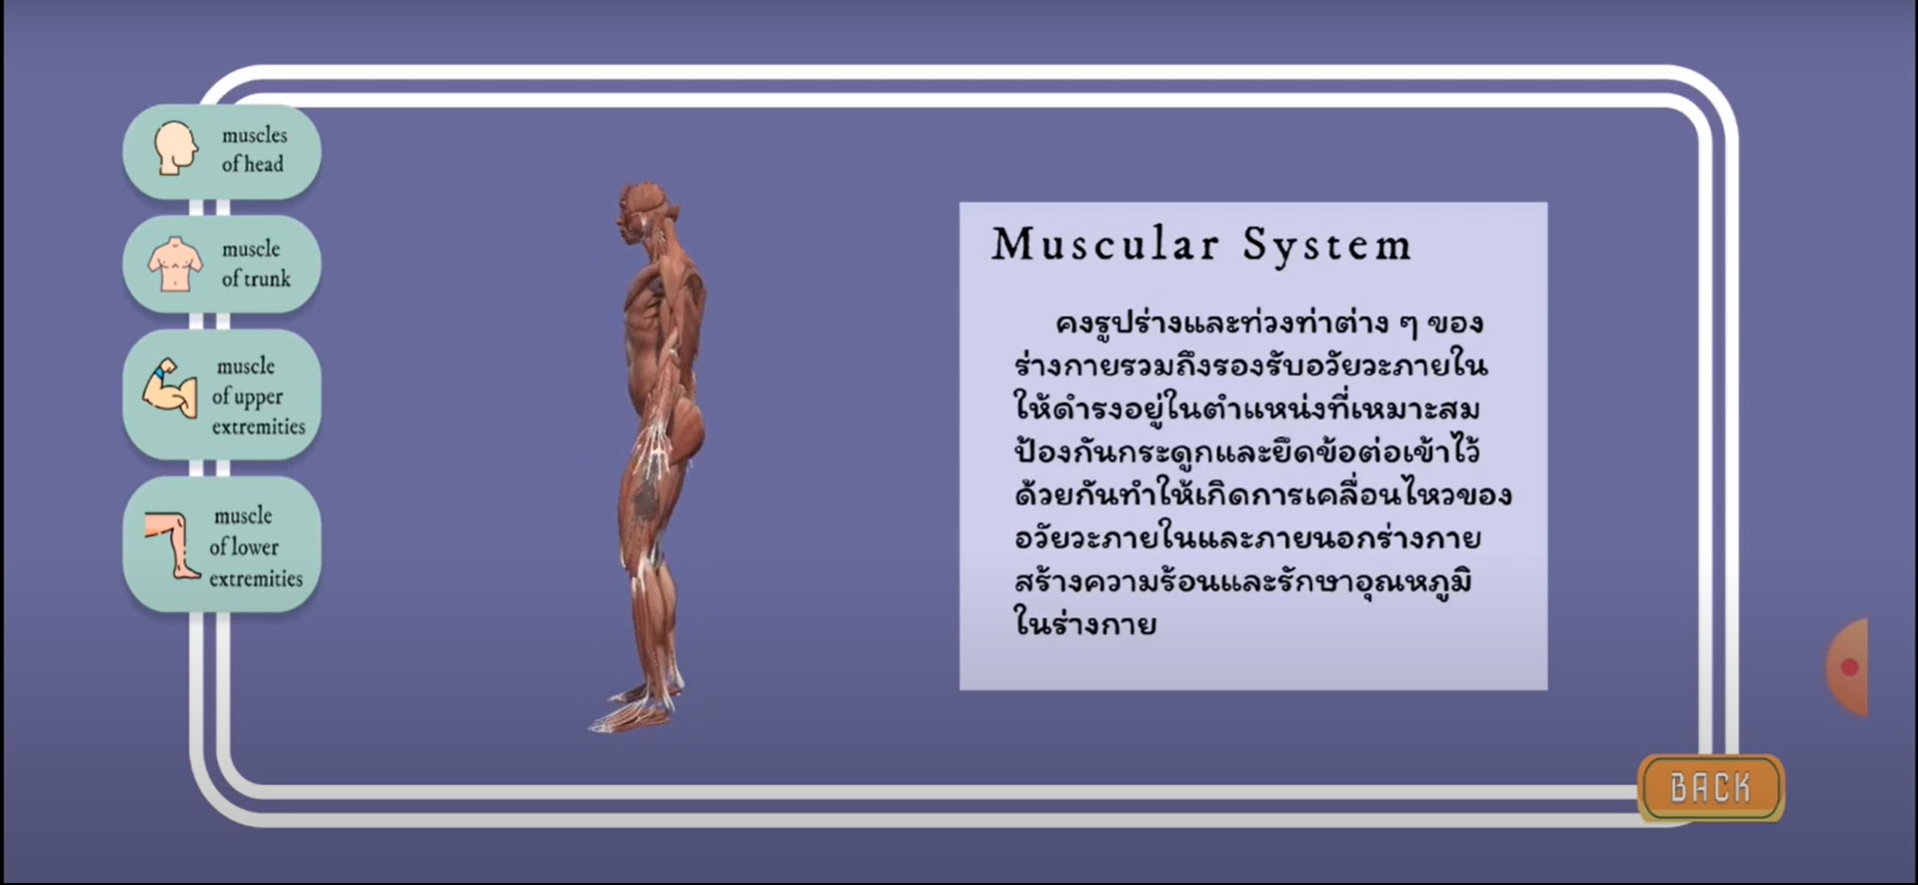 muscles
of head
muscle
of trunk
muscle
of upper
extremities
muscle
of lower
extremities
Muscular System
คงรูปร่างและท่วงท่าต่าง ๆ ของ
ร่างกายรวมถึงรองรับอวัยวะภายใน
ให้ดำรงอยู่ในตำแหน่งที่เหมาะสม
ป้องกันกระดูกและยึดข้อต่อเข้าไว้
ด้วยกันทำให้เกิดการเคลื่อนไหวของ
อวัยวะภายในและภายนอกร่างกาย
สร้างความร้อนและรักษาอุณหภูมิ
ในร่างกาย
BACK